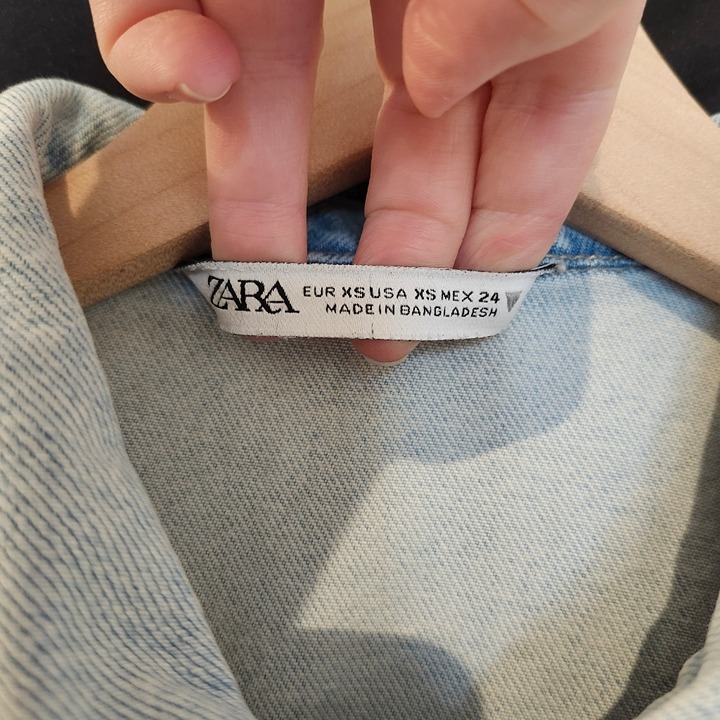 ZARA
EUR XS USA XS MEX 24
MADE IN BANGLADESH